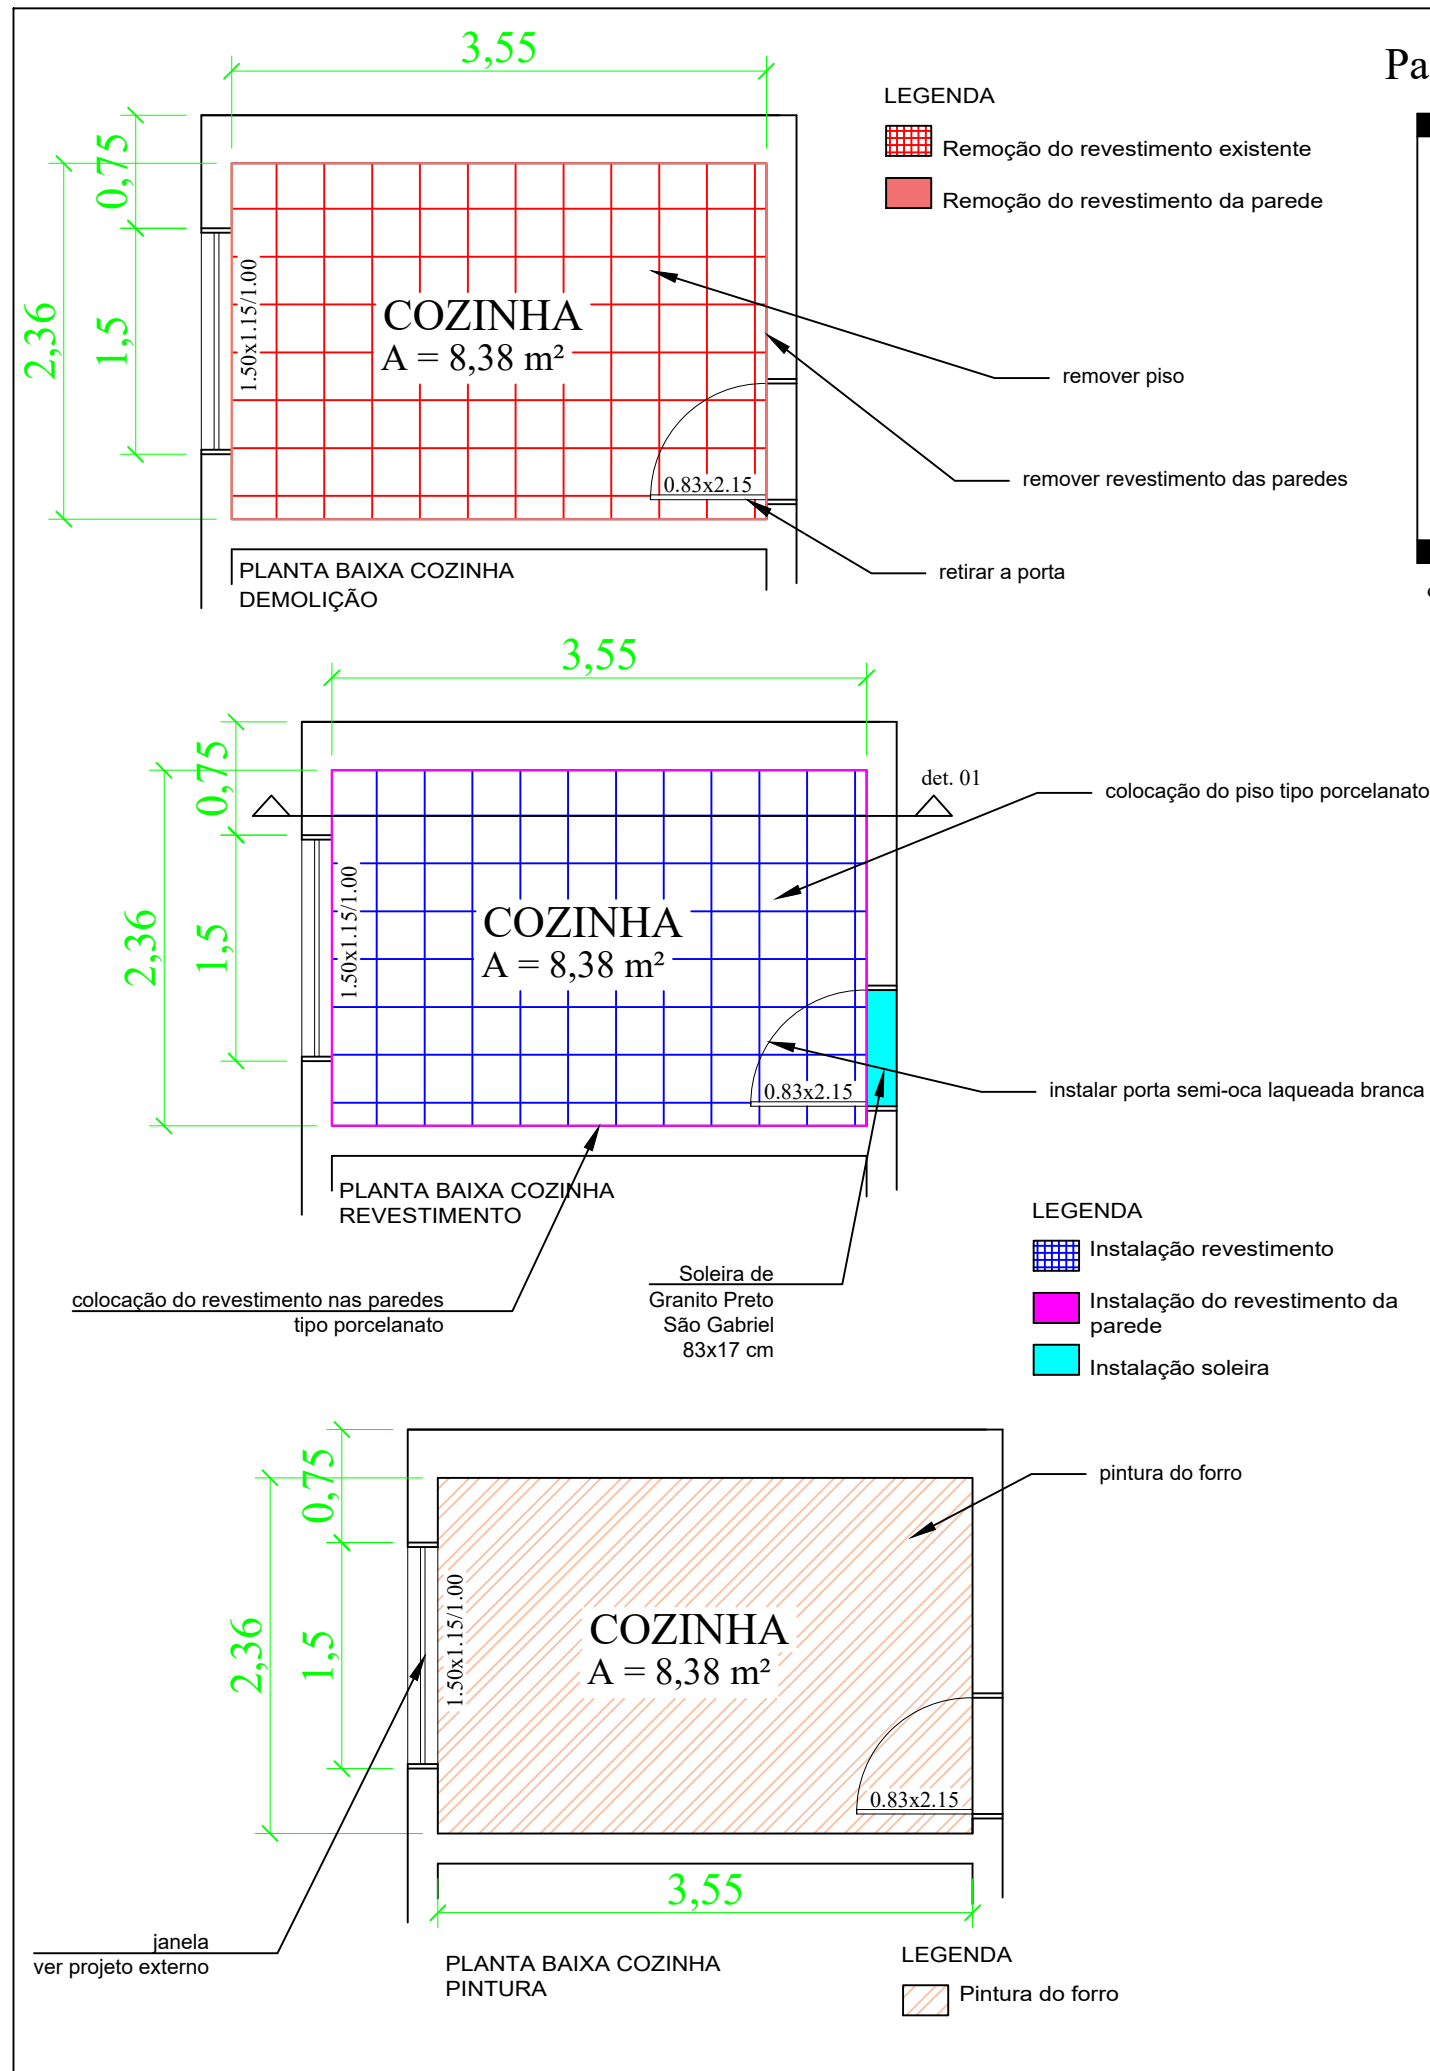 3,55
Pa
LEGENDA
Remoção do revestimento existente
Remoção do revestimento da parede
0,75
2,36
1,5
1.50x1.15/1.00
COZINHA
A = 8,38 m²
remover piso
remover revestimento das paredes
0.83x2.15
retirar a porta
PLANTA BAIXA COZINHA
DEMOLIÇÃO
3,55
0,75
det. 01
colocação do piso tipo porcelanato
2,36
1,5
1.50x1.15/1.00
COZINHA
A = 8,38 m²
0.83x2.15
instalar porta semi-oca laqueada branca
PLANTA BAIXA COZINHA
REVESTIMENTO
colocação do revestimento nas paredes
tipo porcelanato
Soleira de
Granito Preto
São Gabriel
83x17 cm
LEGENDA
Instalação revestimento
Instalação do revestimento da
parede
Instalação soleira
0,75
pintura do forro
2,36
1,5
1.50x1.15/1.00
COZINHA
A = 8,38 m²
0.83x2.15
3,55
janela
ver projeto externo
PLANTA BAIXA COZINHA
PINTURA
LEGENDA
Pintura do forro